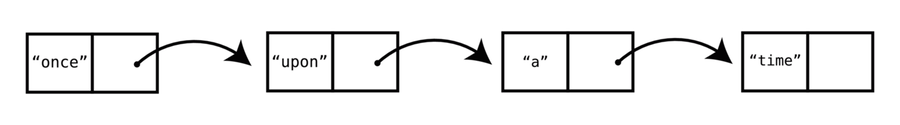 “once” “upon” “a” “time”